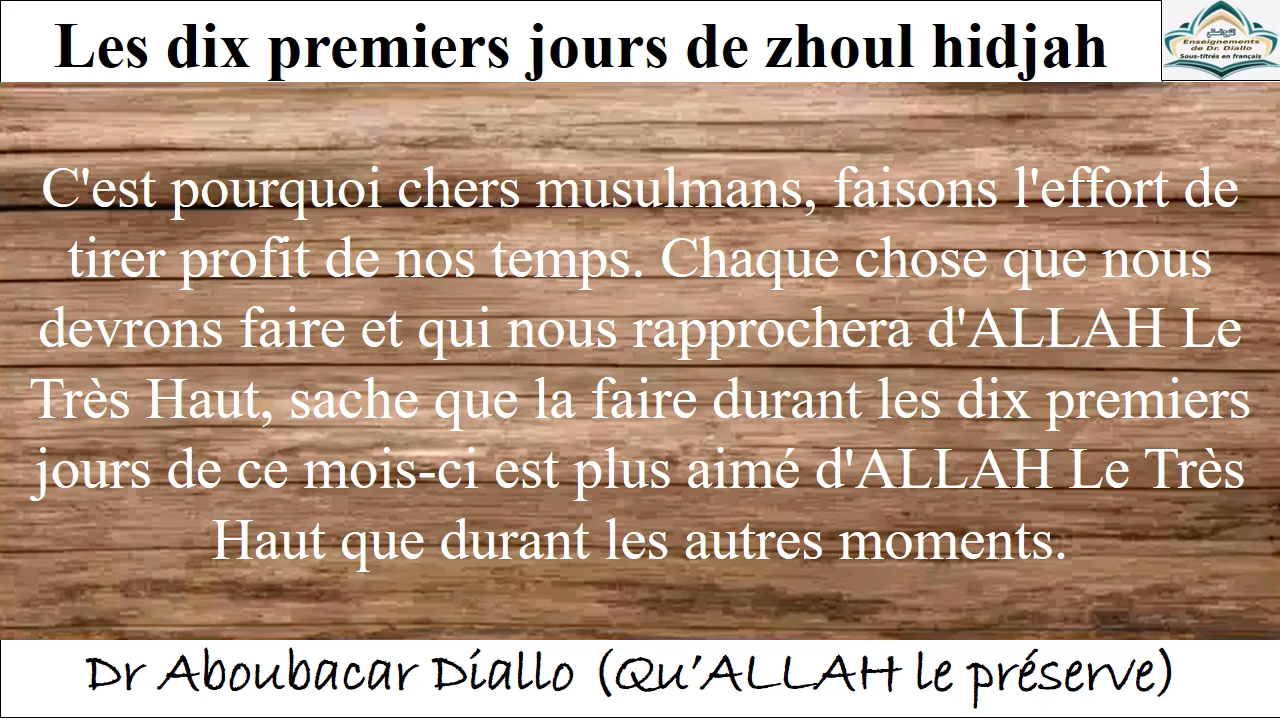 Les dix premiers jours de zhoul hidjah
Enseignements
de Dr. Diallo
Sous-titrés en français
C'est pourquoi chers musulmans, faisons l'effort de
tirer profit de nos temps. Chaque chose que nous
devrons faire et qui nous rapprochera d'ALLAH Le
Très Haut, sache que la faire durant les dix premiers
jours de ce mois-ci est plus aimé d'ALLAH Le Très
Haut que durant les autres moments.
Dr Aboubacar Diallo (Qu'ALLAH le préserve)